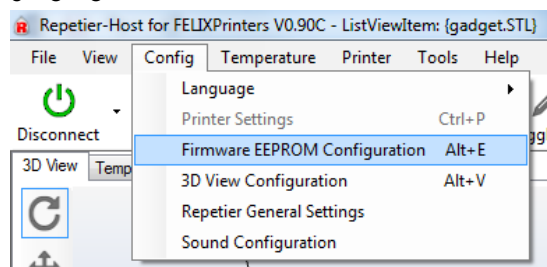 Repetier-Host for FELIXPrinters V0.90C - ListViewItem: {gadget.STL}
File View Config Temperature Printer Tools Help
Language
Printer Settings Ctrl+P
Disconnect
Firmware EEPROM Configuration Alt+E
3D View Temp
3D View Configuration Alt+V
Repetier General Settings
Sound Configuration